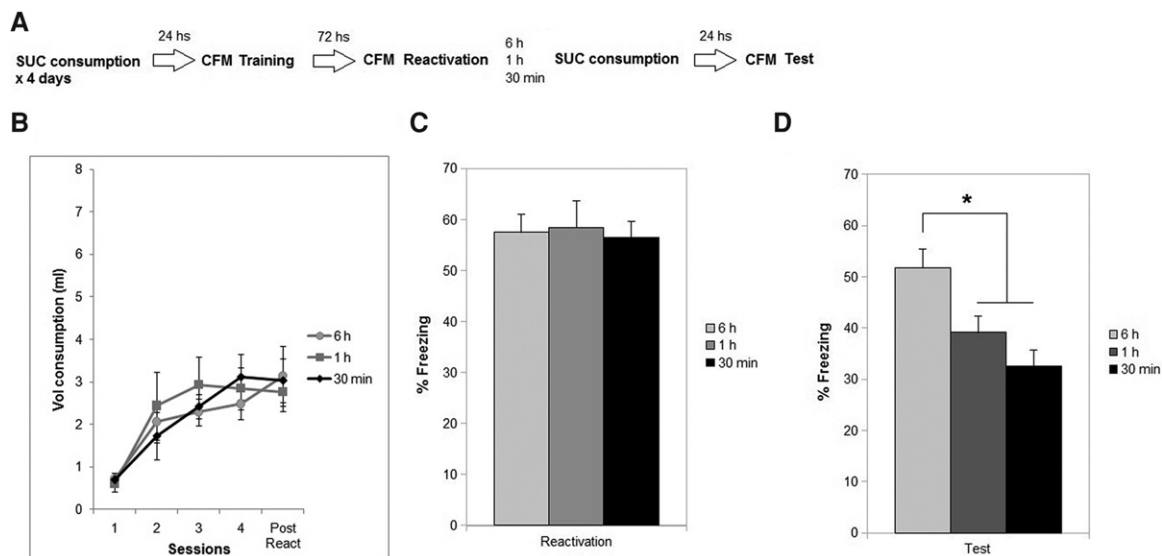 A
24 hs
72 hs
6 h
1 h
30 min
24 hs
SUC consumption
x 4 days
CFM Training
CFM Reactivation
SUC consumption
CFM Test
B
Vol consumption (ml)
8
7
6
5
4
3
2
1
0
1 2 3 4 Post
React
Sessions
6 h
1 h
30 min
C
% Freezing
70
60
50
40
30
20
10
0
Reactivation
6 h
1 h
30 min
D
% Freezing
70
60
50
40
30
20
10
0
*
Test
6 h
1 h
30 min